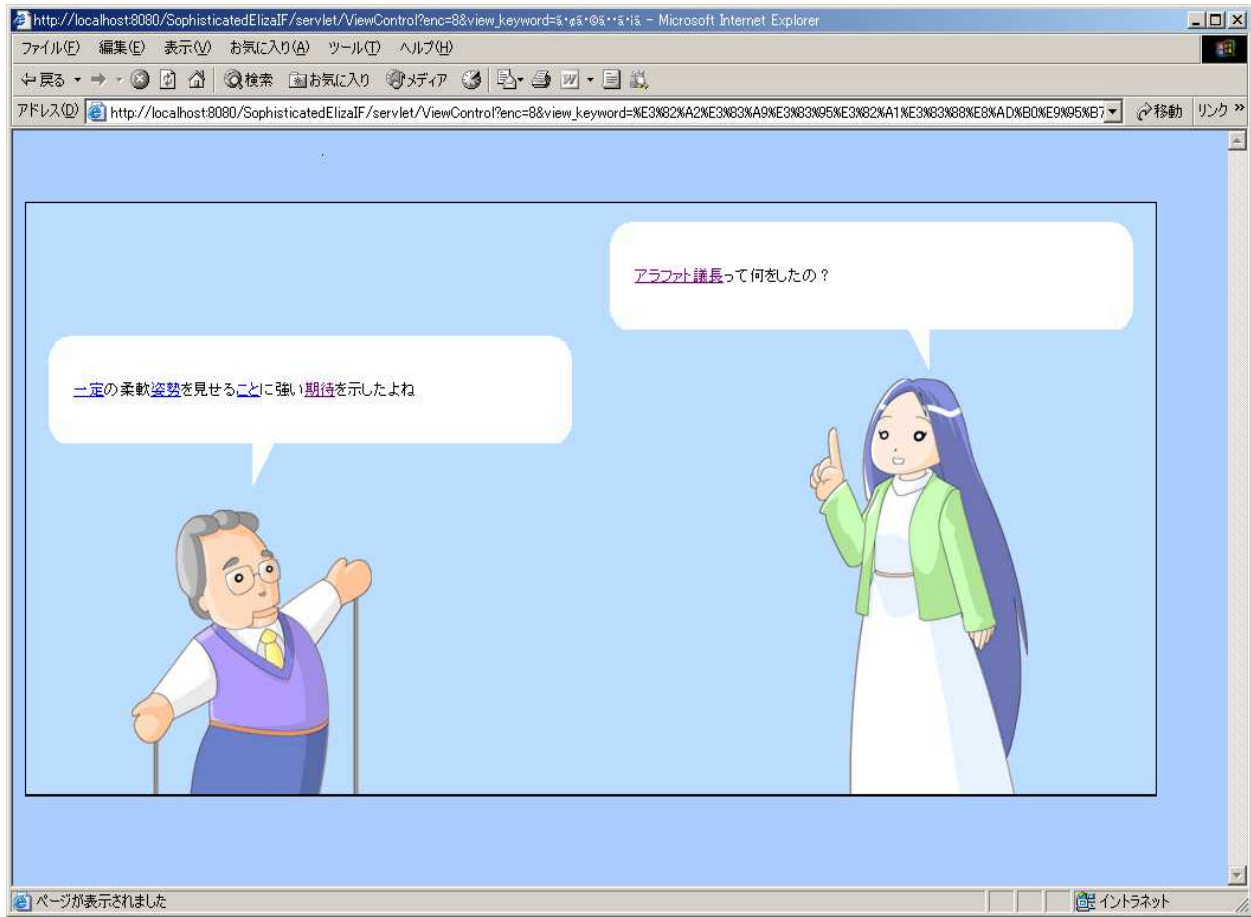 http://localhost:8080/SophisticatedElizaIF/servlet/ViewControl?enc=8&view_keyword= - Microsoft Internet Explorer
ファイル(F) 編集(E) 表示(V) お気に入り(A) ツール(T) ヘルプ(H)
戻る 検索 お気に入り メディア
アドレス(D) http://localhost:8080/SophisticatedElizaIF/servlet/ViewControl?enc=8&view_keyword=%E3%82%A2%E3%83%A9%E3%83%95%E3%82%A1%E3%83%88%E8%AD%B0%E9%95%B7 移動 リンク »
アラファト議長って何をしたの？
一定の柔軟姿勢を見せることに強い期待を示したよね
ページが表示されました イントラネット